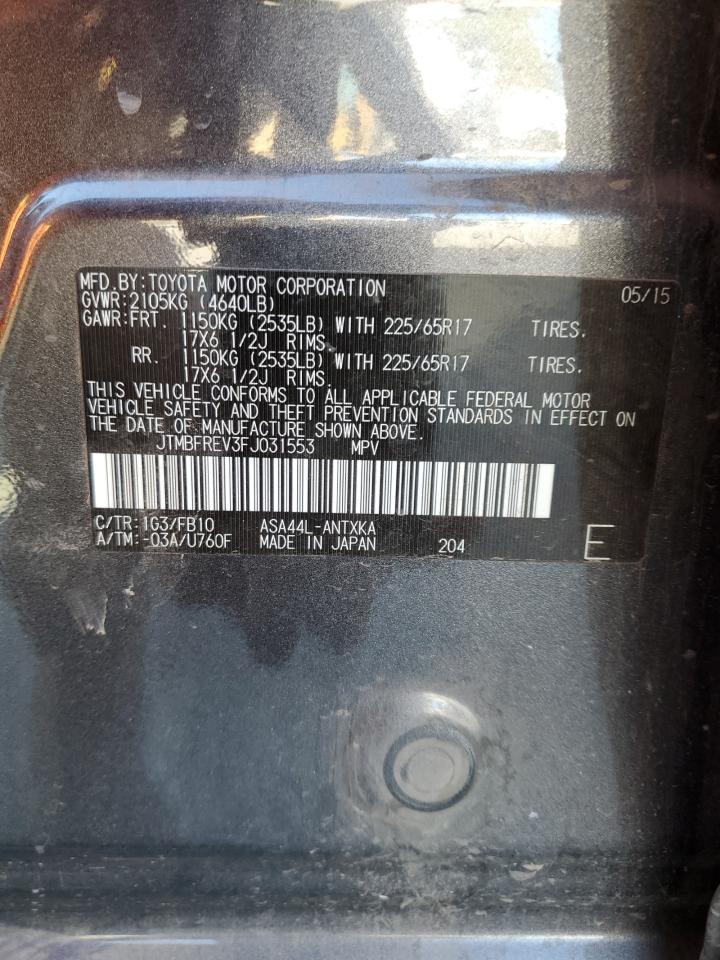 MFD.BY:TOYOTA MOTOR CORPORATION 05/15
GVWR:2105KG (4640LB)
GAWR:FRT. 1150KG (2535LB) WITH 225/65R17 TIRES.
17X6 1/2J RIMS.
RR. 1150KG (2535LB) WITH 225/65R17 TIRES.
17X6 1/2J RIMS.
THIS VEHICLE CONFORMS TO ALL APPLICABLE FEDERAL MOTOR
VEHICLE SAFETY AND THEFT PREVENTION STANDARDS IN EFFECT ON
THE DATE OF MANUFACTURE SHOWN ABOVE.
JTMBFREV3FJ031553 MPV
C/TR:1G3/FB10 ASA44L-ANTXKA
A/TM:-03A/U760F MADE IN JAPAN 204 E